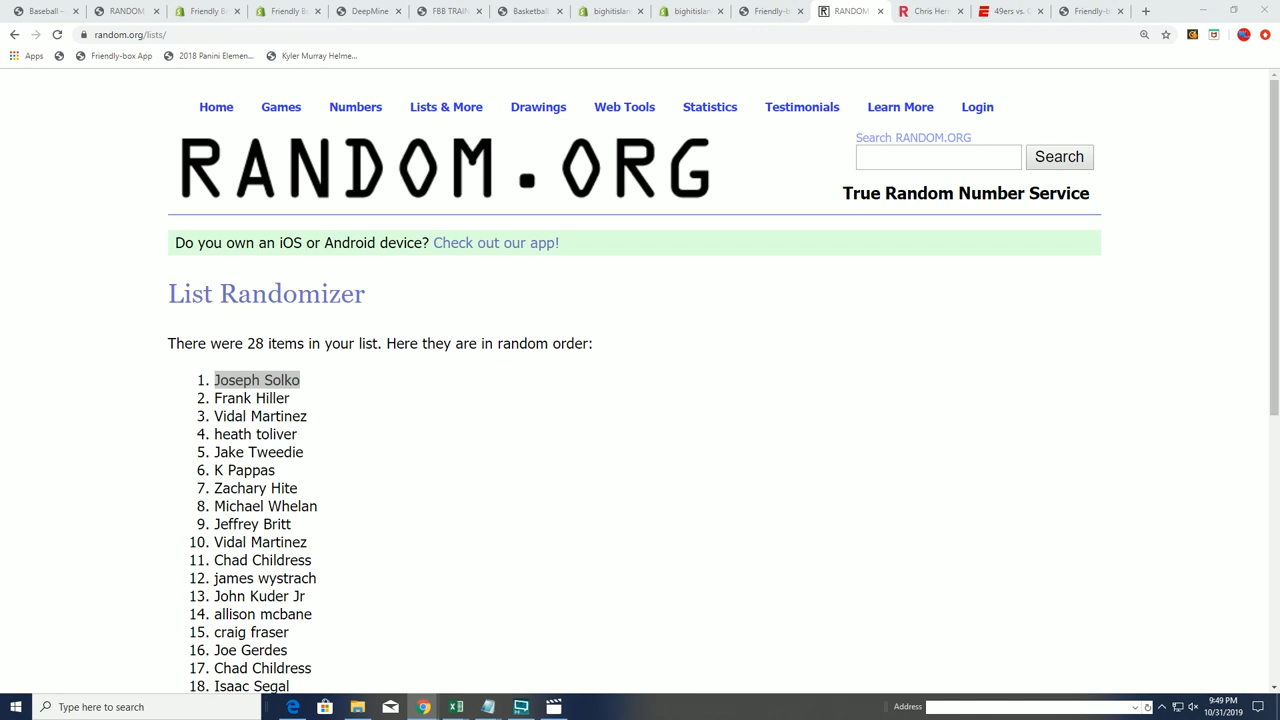 Baseball –
RANDOM
Friendly B
Friendly B
DeepMine
FBB TRAI
Basketball
bighitislan
bighitislan
Friendly-b
RANDOM
Chris Herr
49ers vs. C
Friendly-b
random.org/lists/
Apps
Friendly-box App
2018 Panini Elemen...
Kyler Murray Helme...
Home Games Numbers Lists & More Drawings Web Tools Statistics Testimonials Learn More Login
RANDOM.ORG
Search RANDOM.ORG
Search
True Random Number Service
Do you own an iOS or Android device? Check out our app!
List Randomizer
There were 28 items in your list. Here they are in random order:
1. Joseph Solko
2. Frank Hiller
3. Vidal Martinez
4. heath toliver
5. Jake Tweedie
6. K Pappas
7. Zachary Hite
8. Michael Whelan
9. Jeffrey Britt
10. Vidal Martinez
11. Chad Childress
12. james wystrach
13. John Kuder Jr
14. allison mcbane
15. craig fraser
16. Joe Gerdes
17. Chad Childress
18. Isaac Segal
Type here to search
Address
9:49 PM
10/31/2019